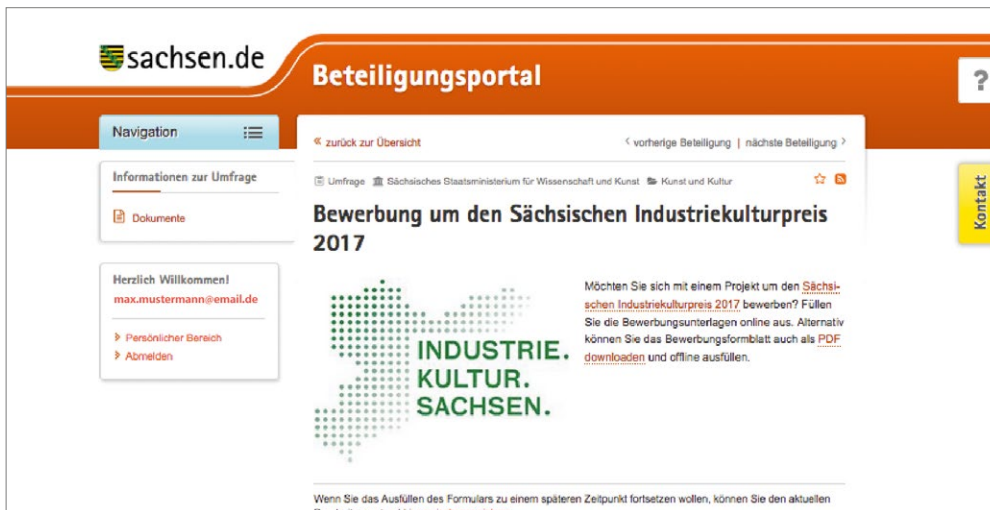 sachsen.de
Beteiligungsportal
?
Navigation
« zurück zur Übersicht
‹ vorherige Beteiligung | nächste Beteiligung ›
Informationen zur Umfrage
Dokumente
Umfrage Sächsisches Staatsministerium für Wissenschaft und Kunst Kunst und Kultur
Kontakt
Bewerbung um den Sächsischen Industriekulturpreis
2017
Herzlich Willkommen!
max.mustermann@email.de
Persönlicher Bereich
Abmelden
INDUSTRIE.
KULTUR.
SACHSEN.
Möchten Sie sich mit einem Projekt um den Sächsi-
schen Industriekulturpreis 2017 bewerben? Füllen
Sie die Bewerbungsunterlagen online aus. Alternativ
können Sie das Bewerbungsformblatt auch als PDF
downloaden und offline ausfüllen.
Wenn Sie das Ausfüllen des Formulars zu einem späteren Zeitpunkt fortsetzen wollen, können Sie den aktuellen